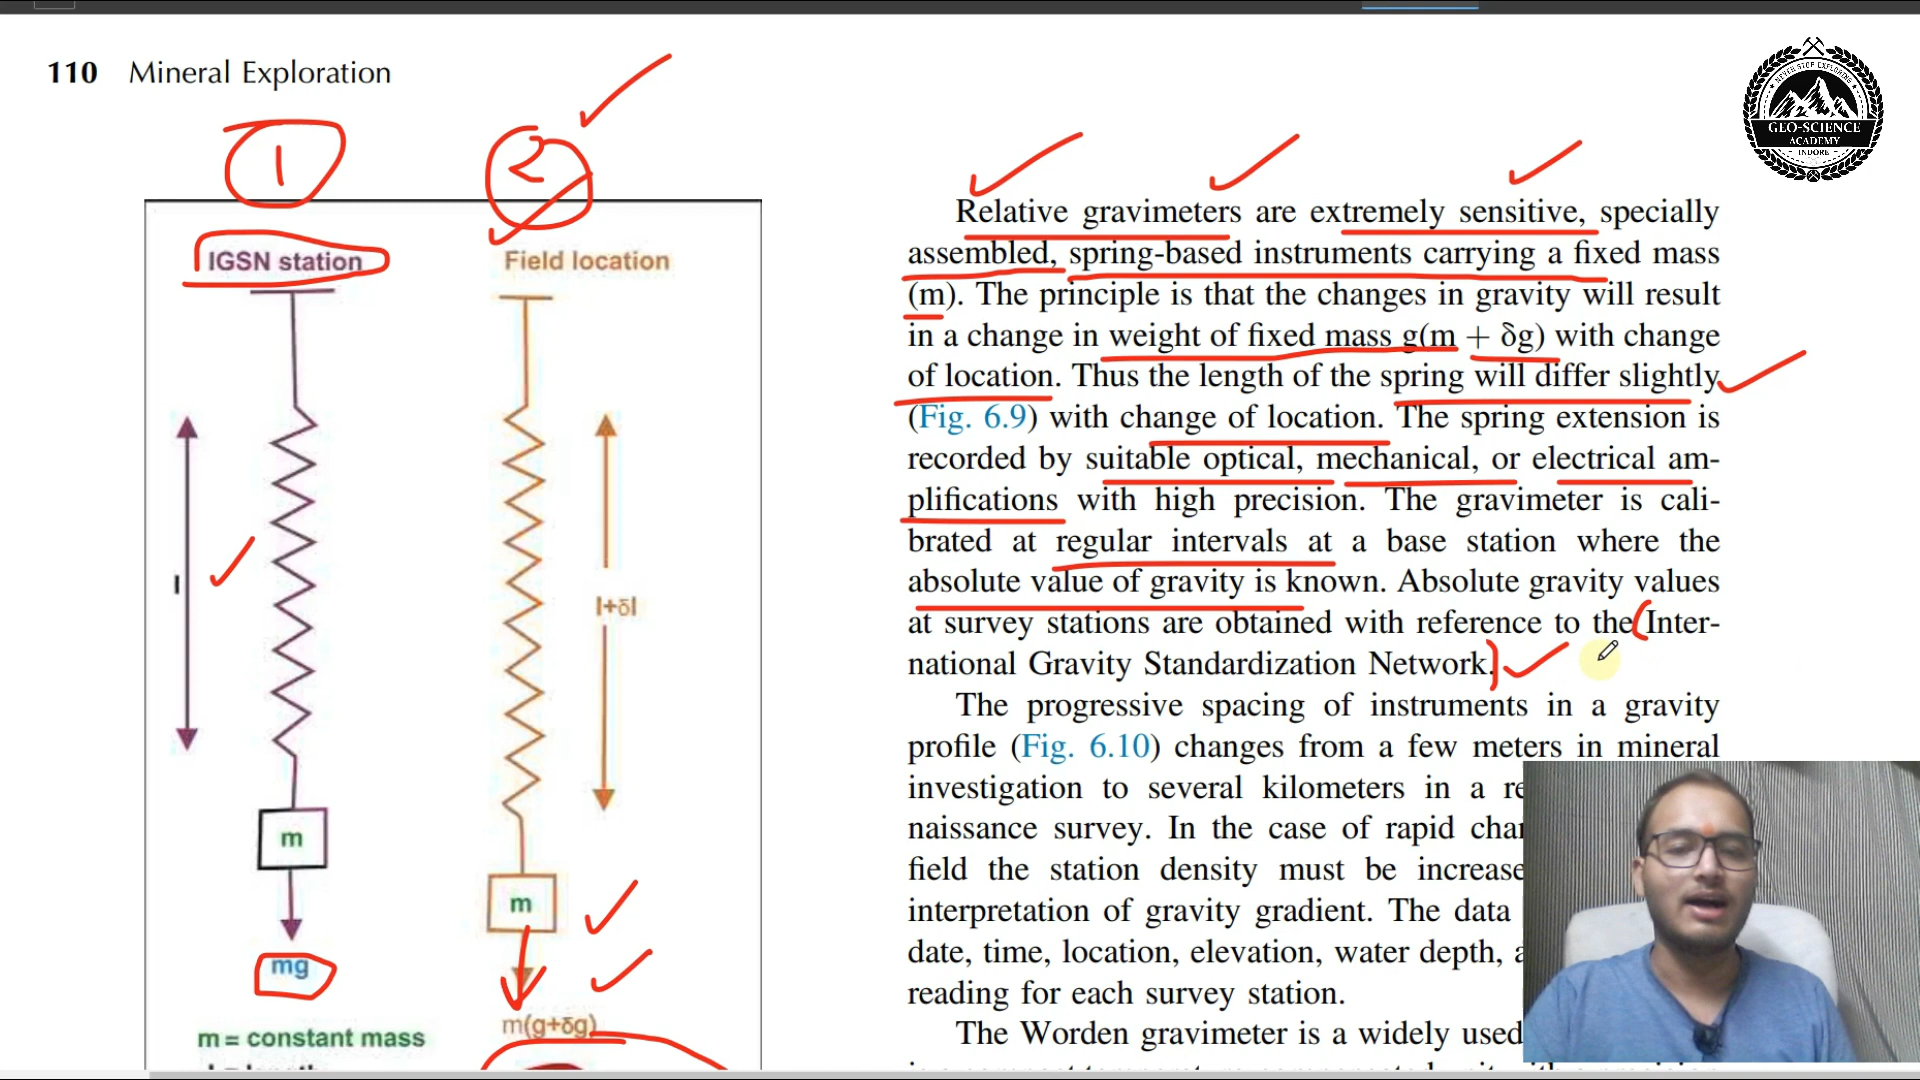 110 Mineral Exploration
1
2
NEVER STOP EXPLORING
GEO-SCIENCE
ACADEMY
INDORE
IGSN station
Field location
l
l+δl
m
m
mg
m(g+δg)
m = constant mass
Relative gravimeters are extremely sensitive, specially
assembled, spring-based instruments carrying a fixed mass
(m). The principle is that the changes in gravity will result
in a change in weight of fixed mass g(m + δg) with change
of location. Thus the length of the spring will differ slightly
(Fig. 6.9) with change of location. The spring extension is
recorded by suitable optical, mechanical, or electrical am-
plifications with high precision. The gravimeter is cali-
brated at regular intervals at a base station where the
absolute value of gravity is known. Absolute gravity values
at survey stations are obtained with reference to the (Inter-
national Gravity Standardization Network.)
The progressive spacing of instruments in a gravity
profile (Fig. 6.10) changes from a few meters in mineral
investigation to several kilometers in a re
naissance survey. In the case of rapid chan
field the station density must be increase
interpretation of gravity gradient. The data
date, time, location, elevation, water depth, a
reading for each survey station.
The Worden gravimeter is a widely used